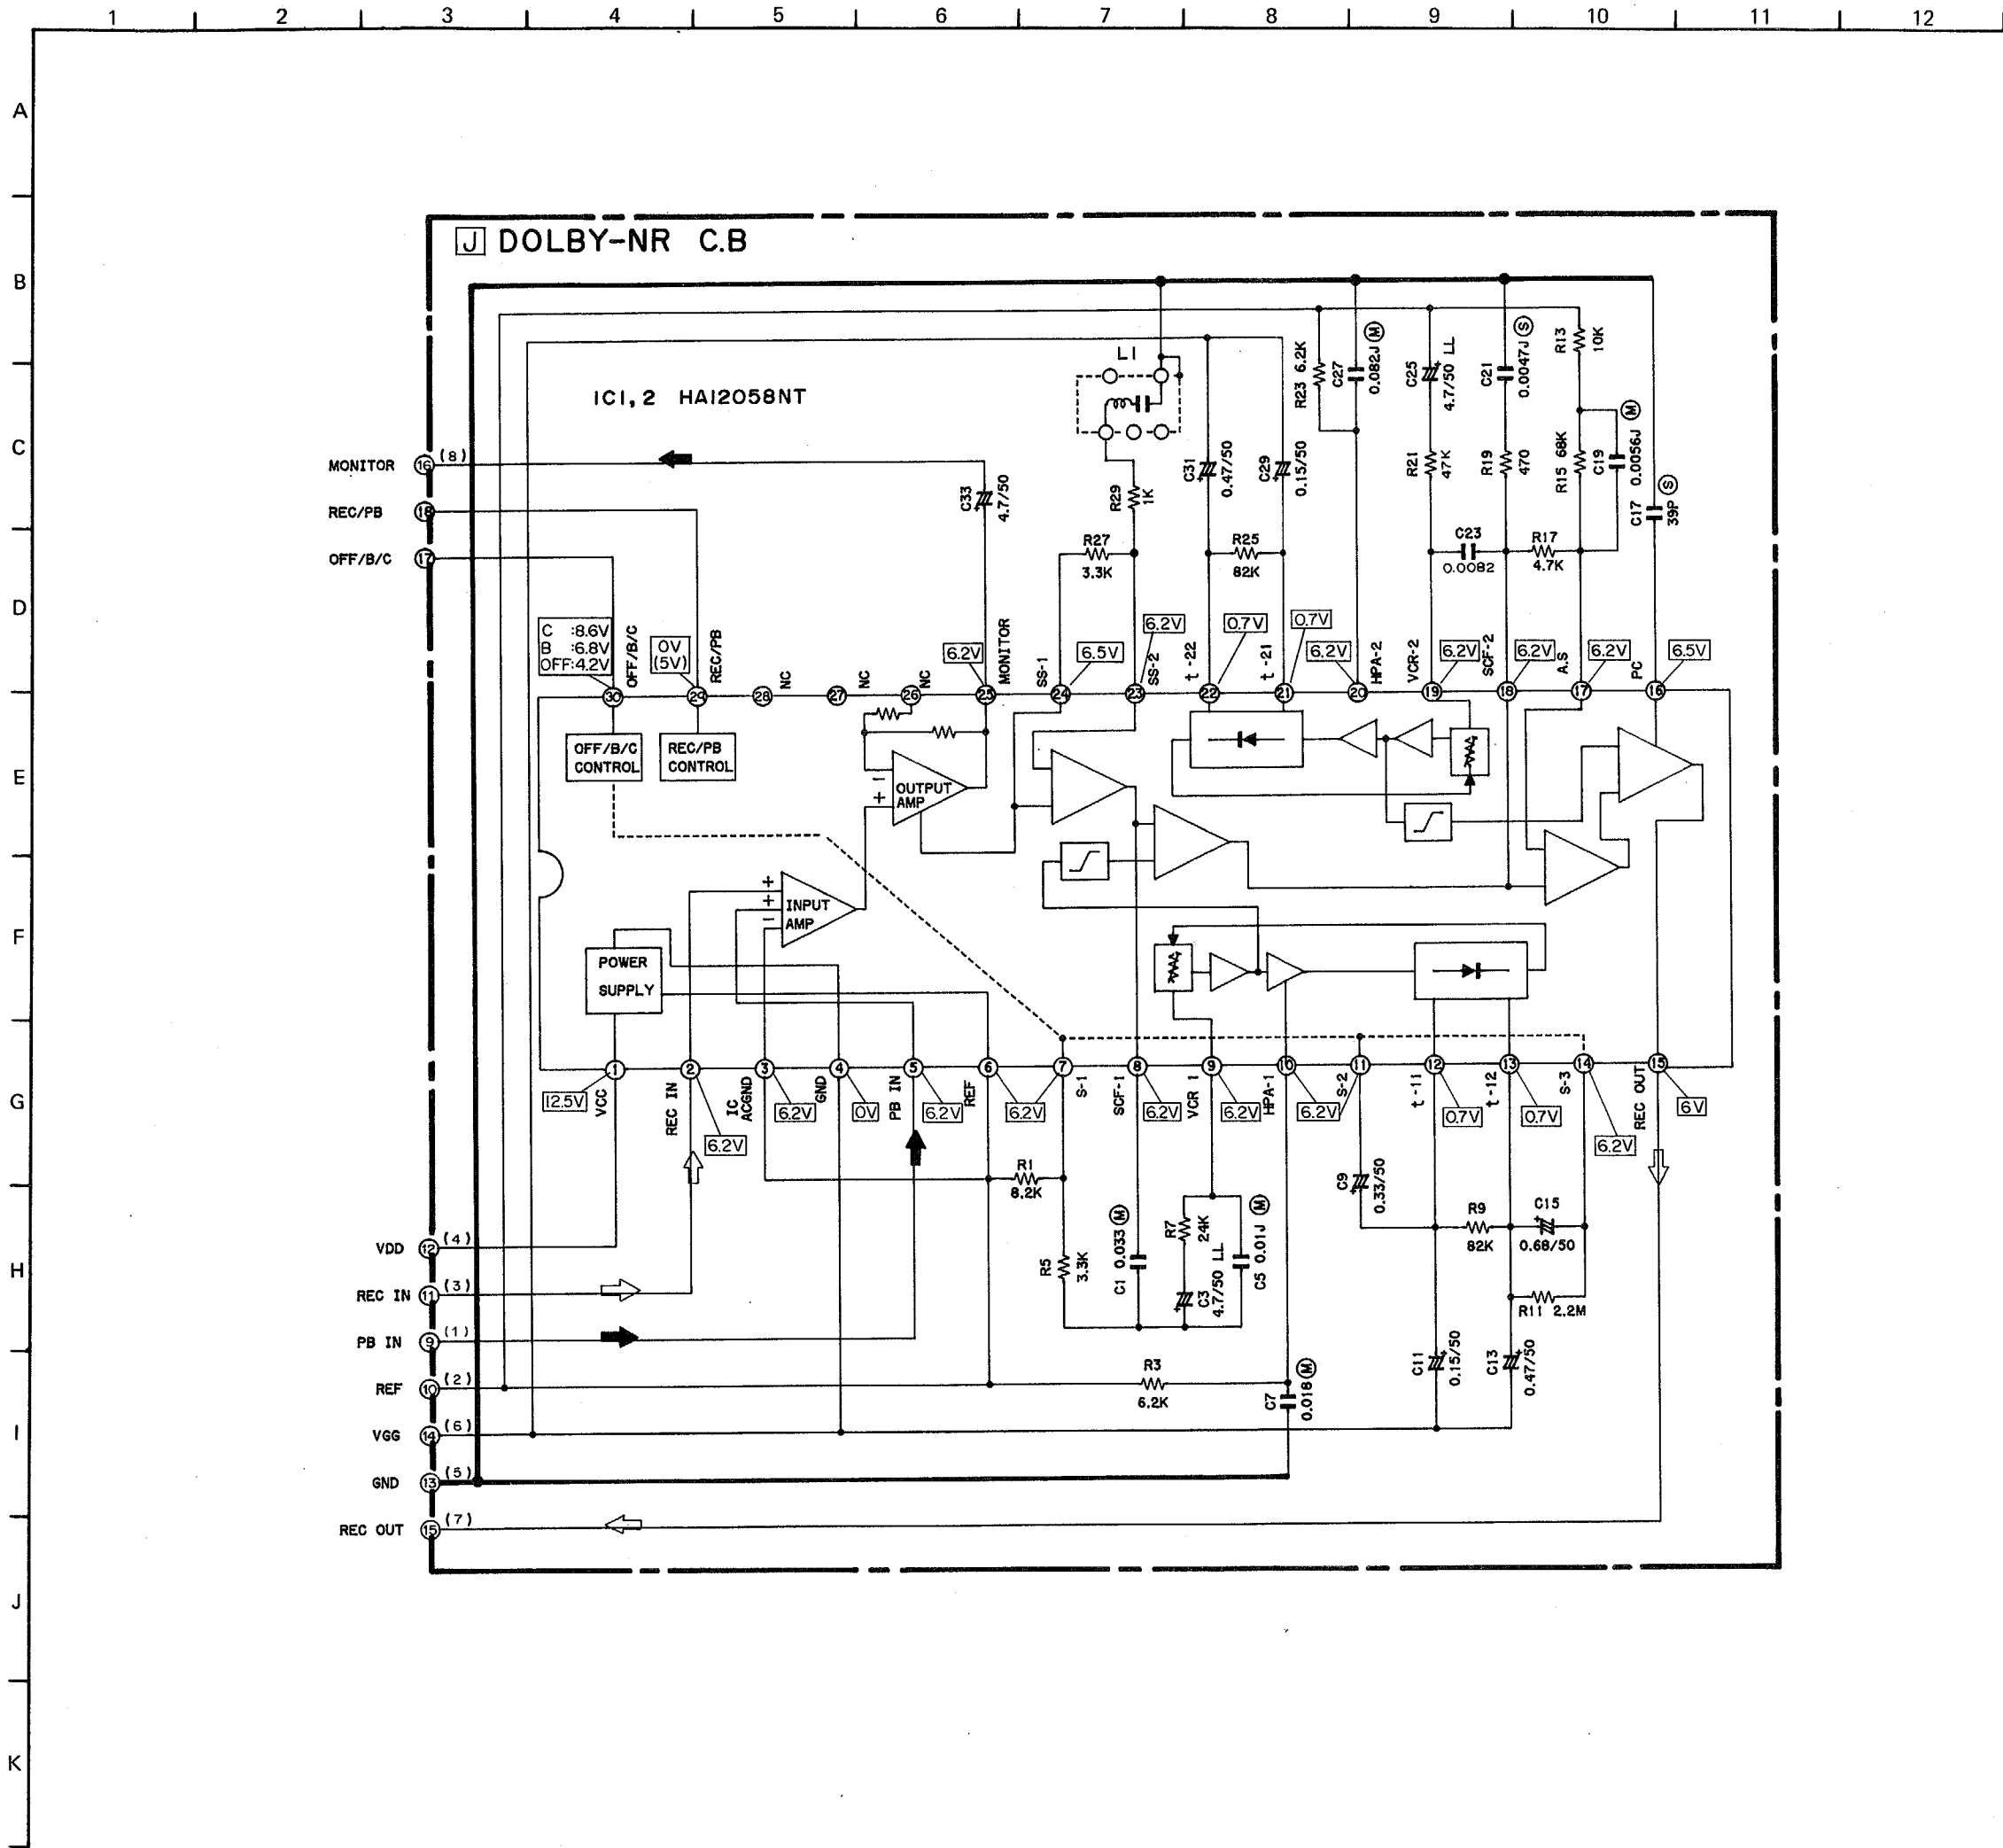 1 2 3 4 5 6 7 8 9 10 11 12
A
B
C
D
E
F
G
H
I
J
K
J DOLBY-NR C.B
IC1, 2 HA12058NT
L1
R23 6.2K
C27 0.082J M
C25 4.7/50 LL
C21 0.0047J S
R13 10K
MONITOR 16 (8)
REC/PB 18
OFF/B/C 17
C33 4.7/50
R29 1K
C31 0.47/50
C29 0.15/50
R21 47K
R19 470
R15 68K
C19 0.0056J M
C17 39P S
R27 3.3K
R25 82K
C23 0.0082
R17 4.7K
C :8.6V
B :6.8V
OFF:4.2V
OFF/B/C
0V
(5V)
REC/PB
NC
NC
NC
6.2V
MONITOR
SS-1
6.5V
6.2V
SS-2
t-22
0.7V
t-21
0.7V
6.2V
HPA-2
VCR-2
6.2V
SCF-2
6.2V
A.S
6.2V
PC
6.5V
30 29 28 27 26 25 24 23 22 21 20 19 18 17 16
OFF/B/C
CONTROL
REC/PB
CONTROL
−
+
OUTPUT
AMP
+
+
−
INPUT
AMP
POWER
SUPPLY
1 2 3 4 5 6 7 8 9 10 11 12 13 14 15
12.5V
VCC
REC IN
6.2V
IC
ACGND
6.2V
GND
0V
PB IN
6.2V
REF
6.2V
S-1
SCF-1
6.2V
VCR 1
6.2V
HPA-1
6.2V
S-2
t-11
0.7V
t-12
0.7V
S-3
6.2V
REC OUT
6V
R1
8.2K
R5 3.3K
C1 0.033 M
R7 24K
C3 4.7/50 LL
C5 0.01J M
C9 0.33/50
R9
82K
C15
0.68/50
R11 2.2M
C11 0.15/50
C13 0.47/50
R3
6.2K
C7 0.018 M
VDD 12 (4)
REC IN 11 (3)
PB IN 9 (1)
REF 10 (2)
VGG 14 (6)
GND 13 (5)
REC OUT 15 (7)